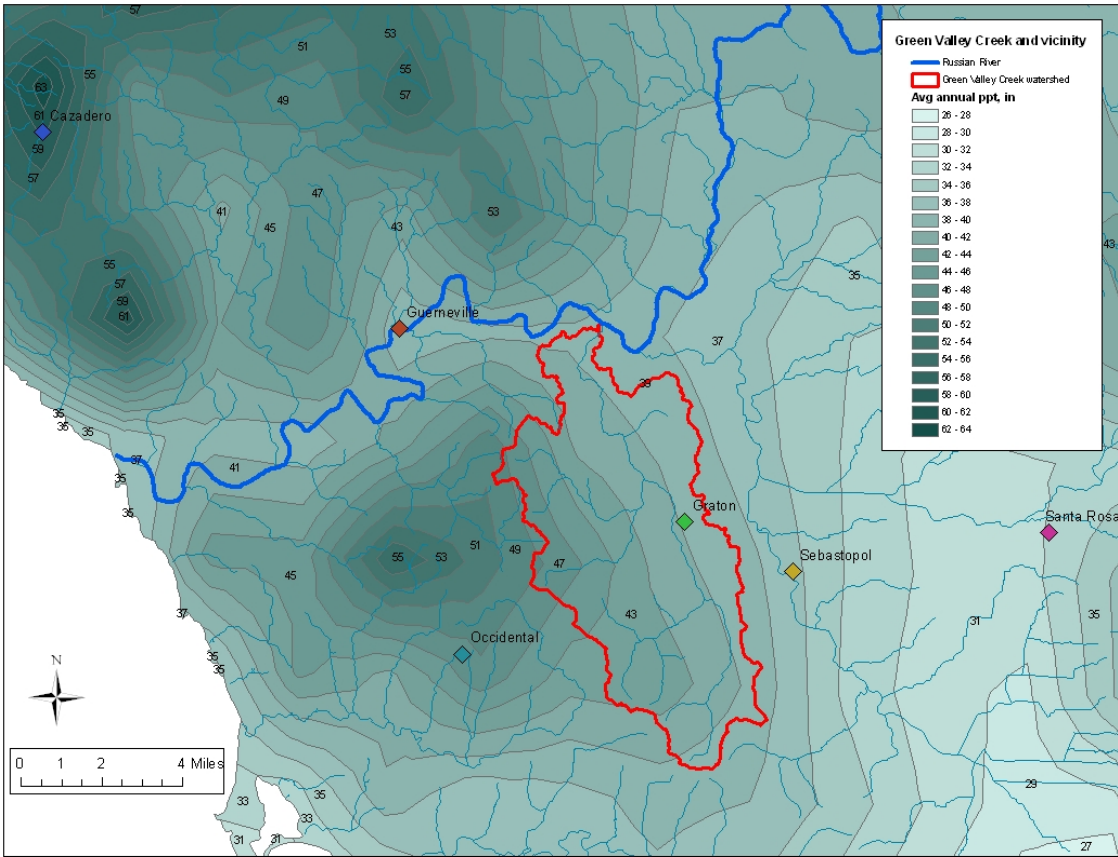 57
53
51
55
55
57
63
49
61
Cazadero
59
57
47
41
45
43
53
43
55
57
59
61
35
Guerneville
37
39
35
35
35
37
41
35
35
Graton
Santa Rosa
51
49
55
53
47
Sebastopol
45
43
37
31
35
Occidental
35
35
N
0 1 2 4 Miles
33
35
33
31
31
29
27
Green Valley Creek and vicinity
Russian River
Green Valley Creek watershed
Avg annual ppt, in
26 - 28
28 - 30
30 - 32
32 - 34
34 - 36
36 - 38
38 - 40
40 - 42
42 - 44
44 - 46
46 - 48
48 - 50
50 - 52
52 - 54
54 - 56
56 - 58
58 - 60
60 - 62
62 - 64